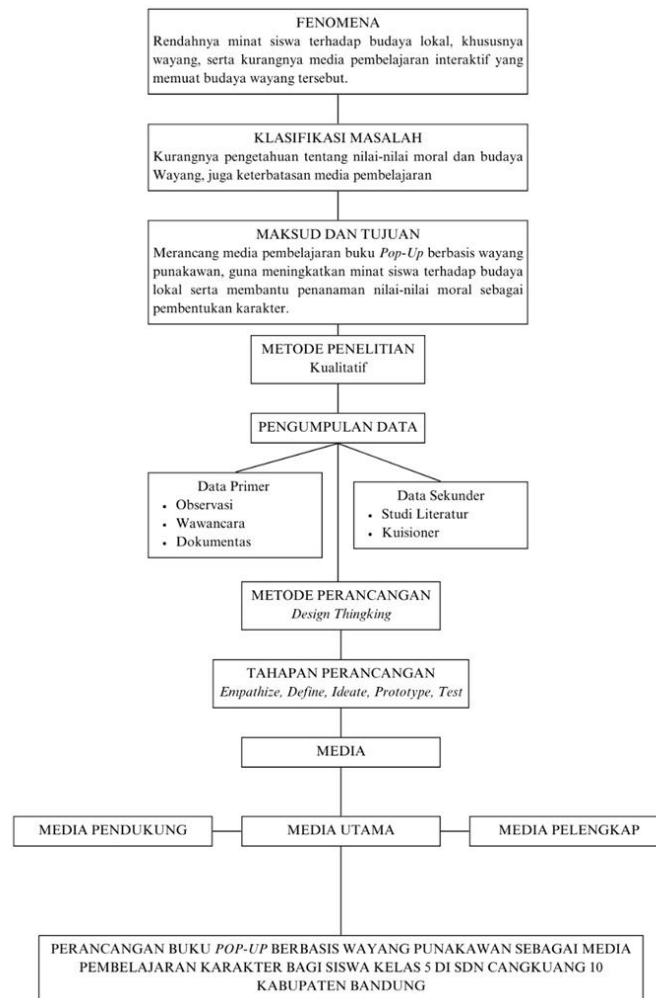 FENOMENA
Rendahnya minat siswa terhadap budaya lokal, khususnya
wayang, serta kurangnya media pembelajaran interaktif yang
memuat budaya wayang tersebut.
KLASIFIKASI MASALAH
Kurangnya pengetahuan tentang nilai-nilai moral dan budaya
Wayang, juga keterbatasan media pembelajaran
MAKSUD DAN TUJUAN
Merancang media pembelajaran buku Pop-Up berbasis wayang
punakawan, guna meningkatkan minat siswa terhadap budaya
lokal serta membantu penanaman nilai-nilai moral sebagai
pembentukan karakter.
METODE PENELITIAN
Kualitatif
PENGUMPULAN DATA
Data Primer
• Observasi
• Wawancara
• Dokumentas
Data Sekunder
• Studi Literatur
• Kuisioner
METODE PERANCANGAN
Design Thingking
TAHAPAN PERANCANGAN
Empathize, Define, Ideate, Prototype, Test
MEDIA
MEDIA PENDUKUNG
MEDIA UTAMA
MEDIA PELENGKAP
PERANCANGAN BUKU POP-UP BERBASIS WAYANG PUNAKAWAN SEBAGAI MEDIA
PEMBELAJARAN KARAKTER BAGI SISWA KELAS 5 DI SDN CANGKUANG 10
KABUPATEN BANDUNG